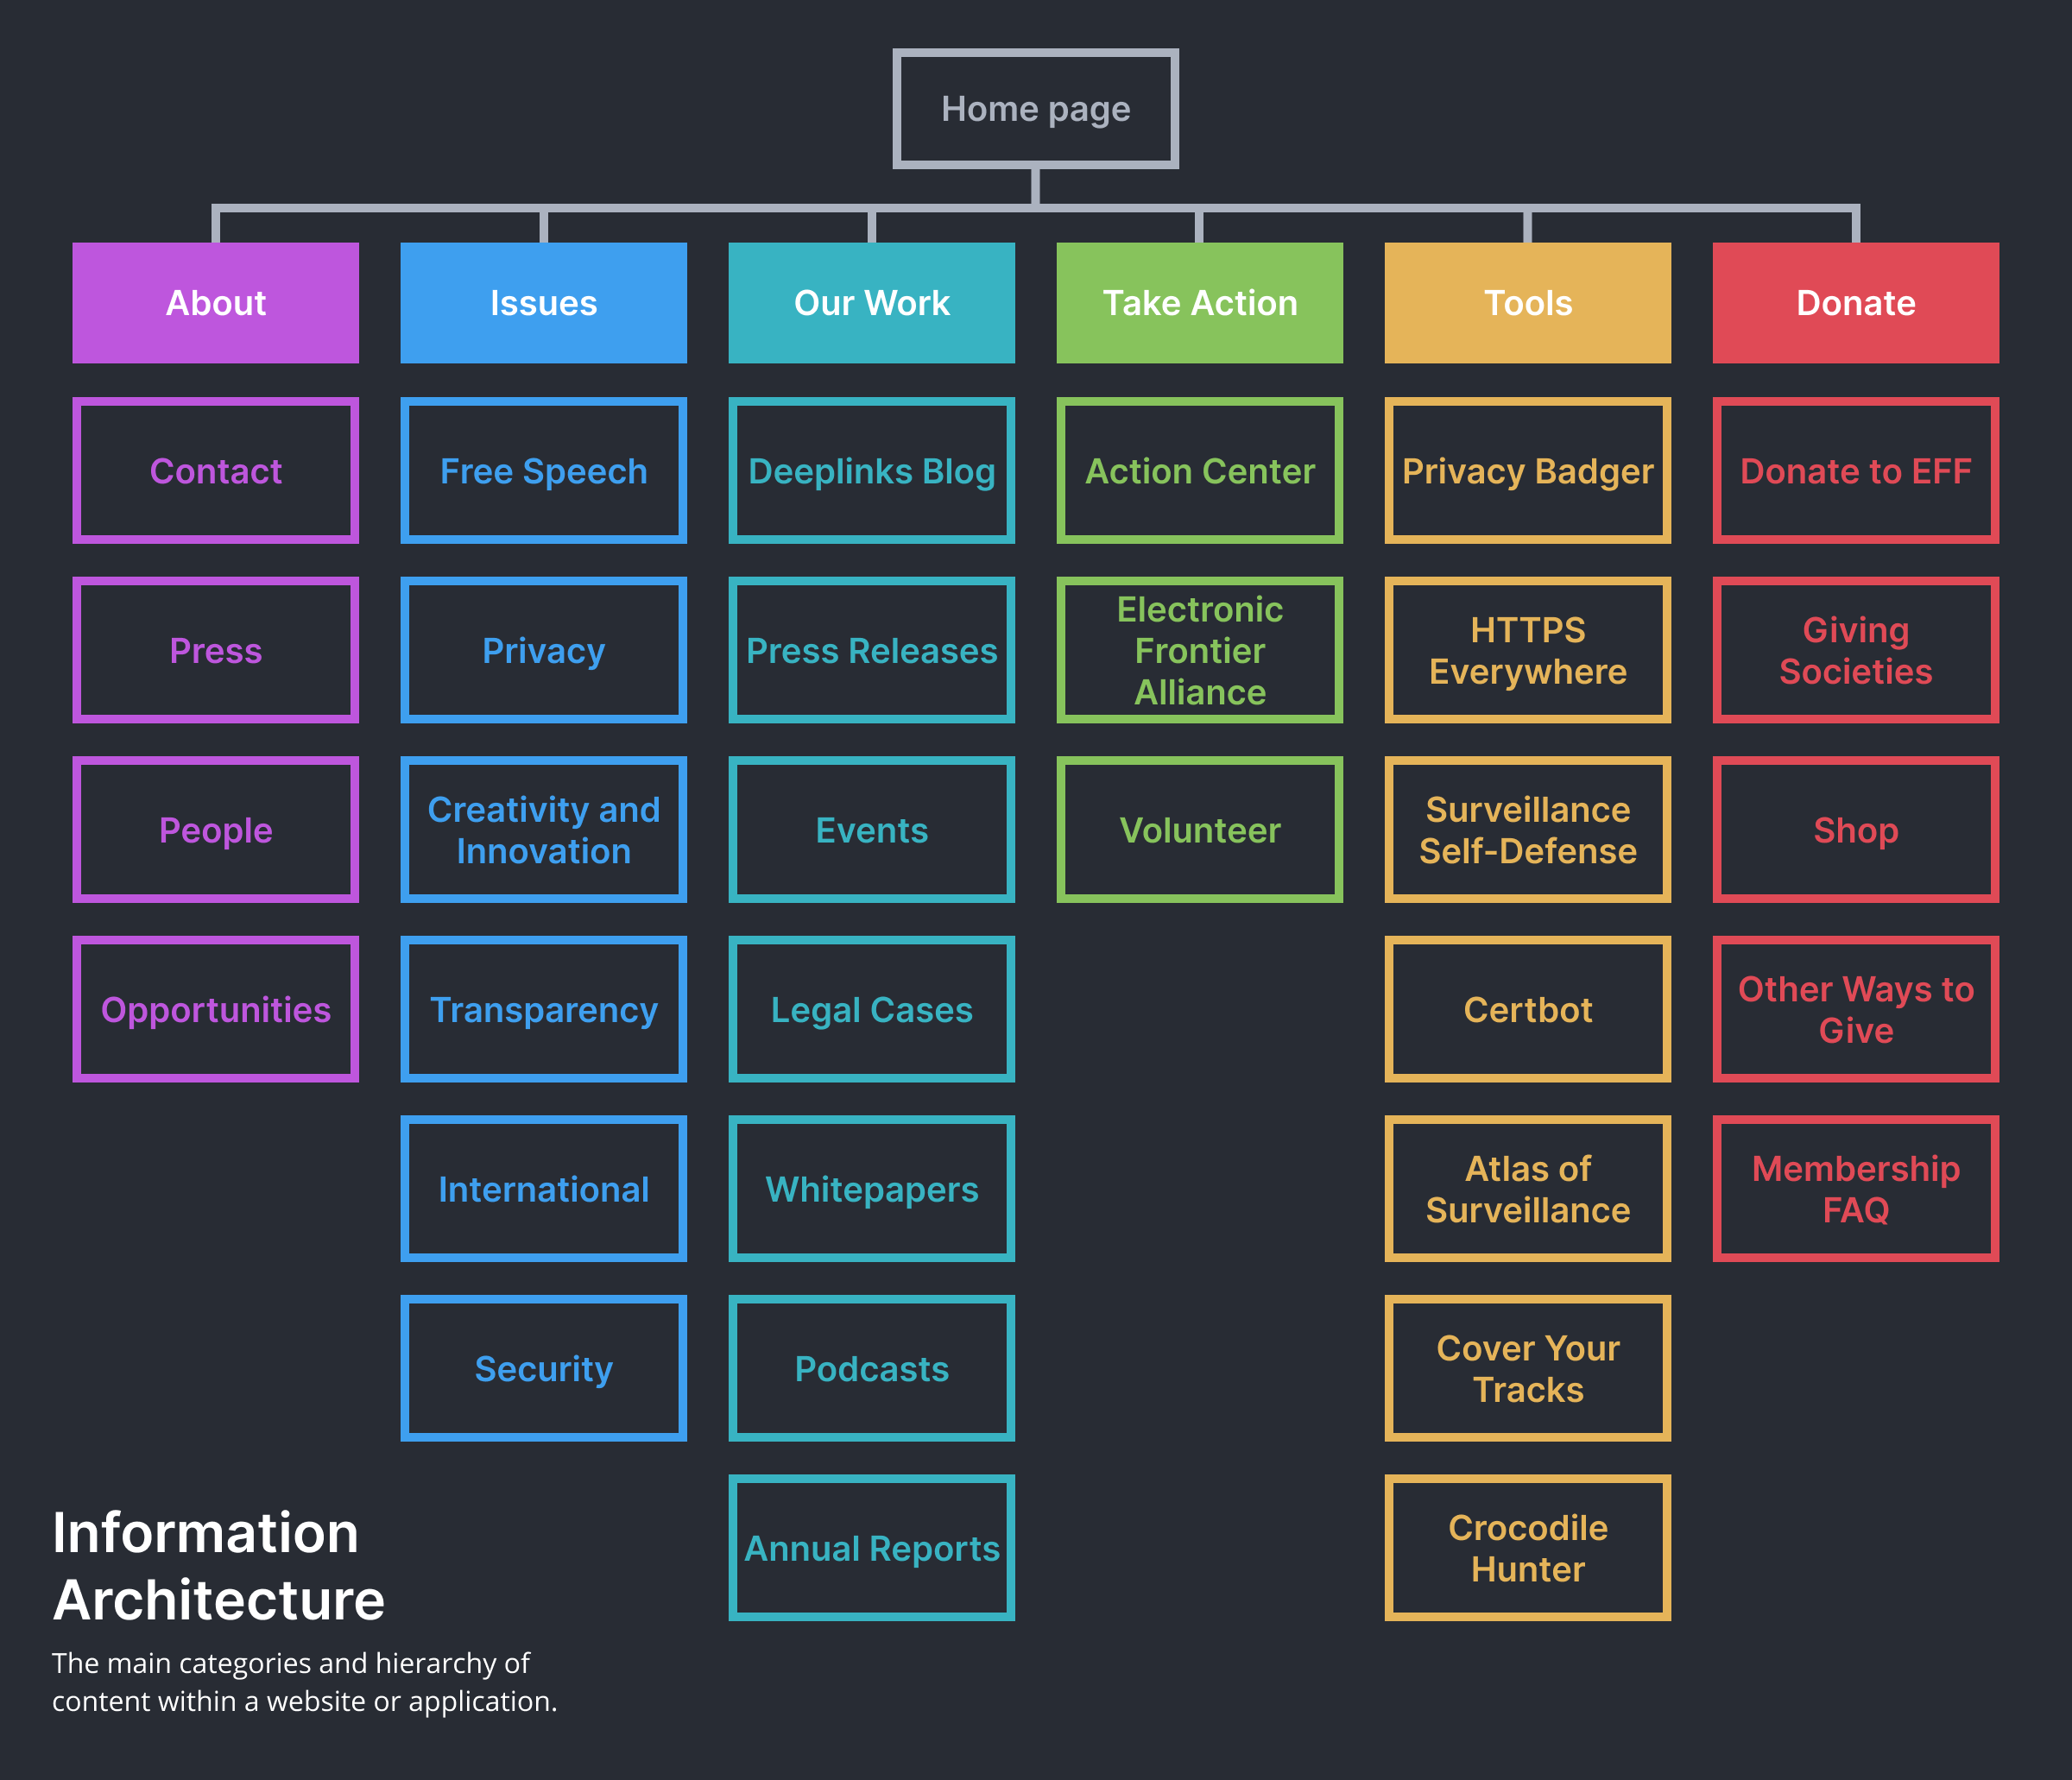 Home page
About
Issues
Our Work
Take Action
Tools
Donate
Contact
Free Speech
Deeplinks Blog
Action Center
Privacy Badger
Donate to EFF
Press
Privacy
Press Releases
Electronic
Frontier
Alliance
HTTPS
Everywhere
Giving
Societies
People
Creativity and
Innovation
Events
Volunteer
Surveillance
Self-Defense
Shop
Opportunities
Transparency
Legal Cases
Certbot
Other Ways to
Give
International
Whitepapers
Atlas of
Surveillance
Membership
FAQ
Security
Podcasts
Cover Your
Tracks
Annual Reports
Crocodile
Hunter
Information
Architecture
The main categories and hierarchy of
content within a website or application.